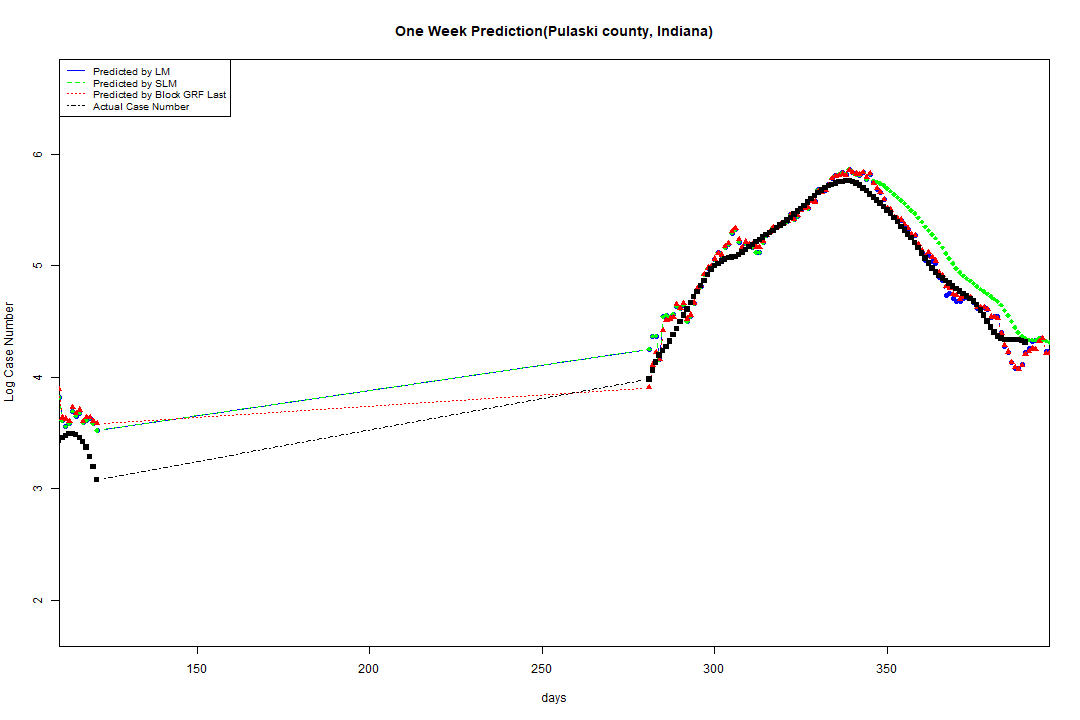 One Week Prediction(Pulaski county, Indiana)
Predicted by LM
Predicted by SLM
Predicted by Block GRF Last
Actual Case Number
6
5
4
3
2
Log Case Number
150 200 250 300 350
days